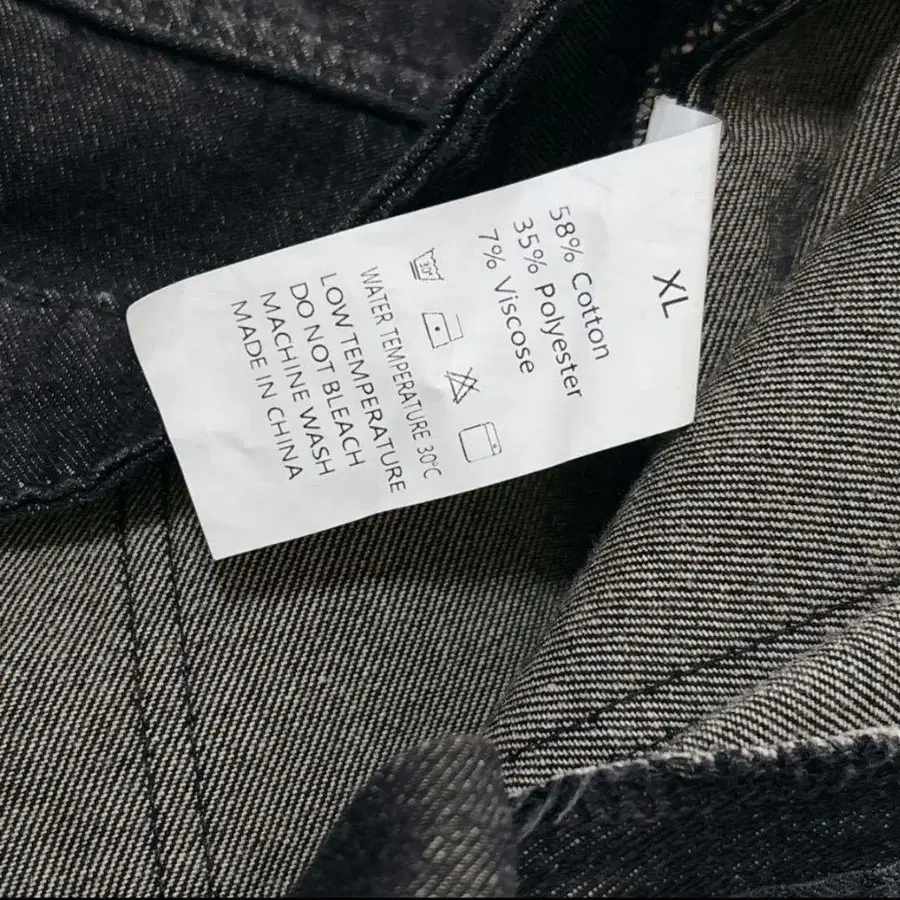 XL
58% Cotton
35% Polyester
7% Viscose
30°
WATER TEMPERATURE 30°C
LOW TEMPERATURE
DO NOT BLEACH
MACHINE WASH
MADE IN CHINA